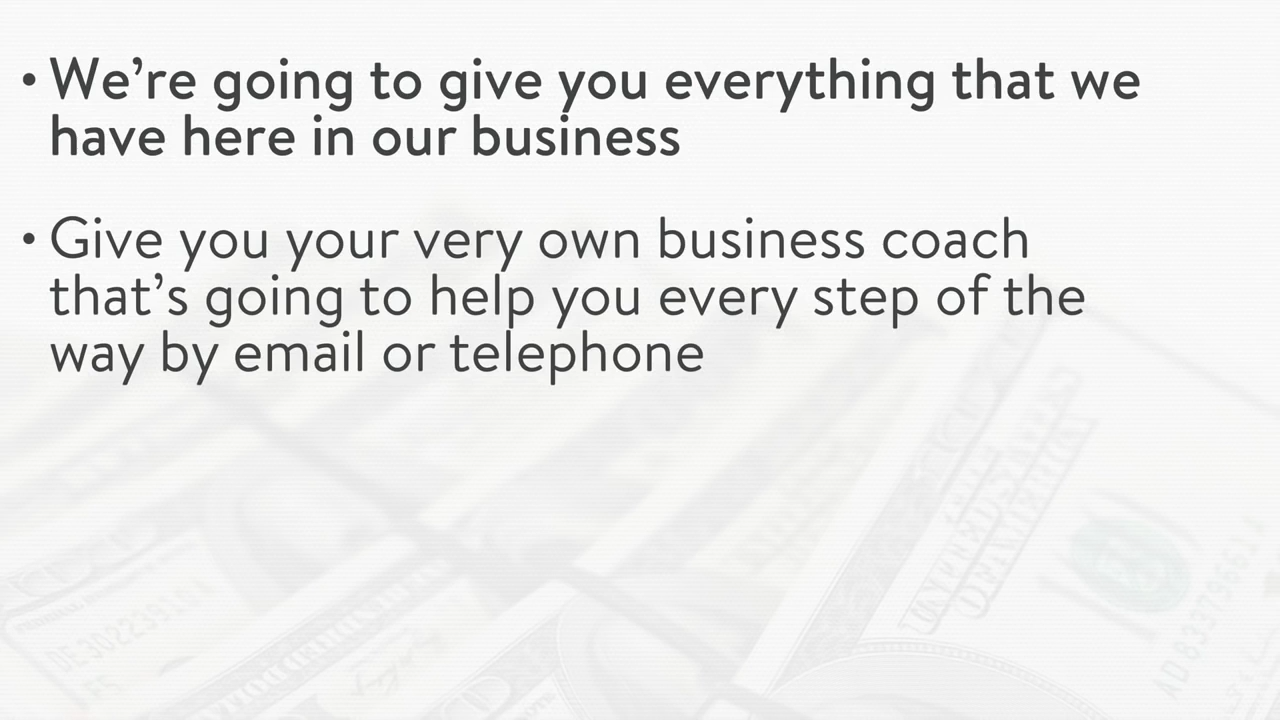 • We’re going to give you everything that we
have here in our business
• Give you your very own business coach
that’s going to help you every step of the
way by email or telephone